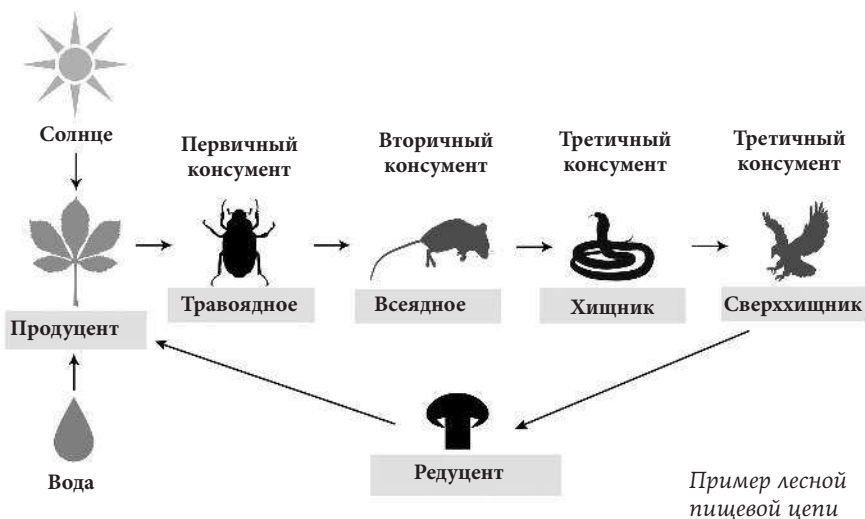 Солнце
Первичный
консумент
Вторичный
консумент
Третичный
консумент
Третичный
консумент
Продуцент
Травоядное
Всеядное
Хищник
Сверххищник
Вода
Редуцент
Пример лесной
пищевой цепи